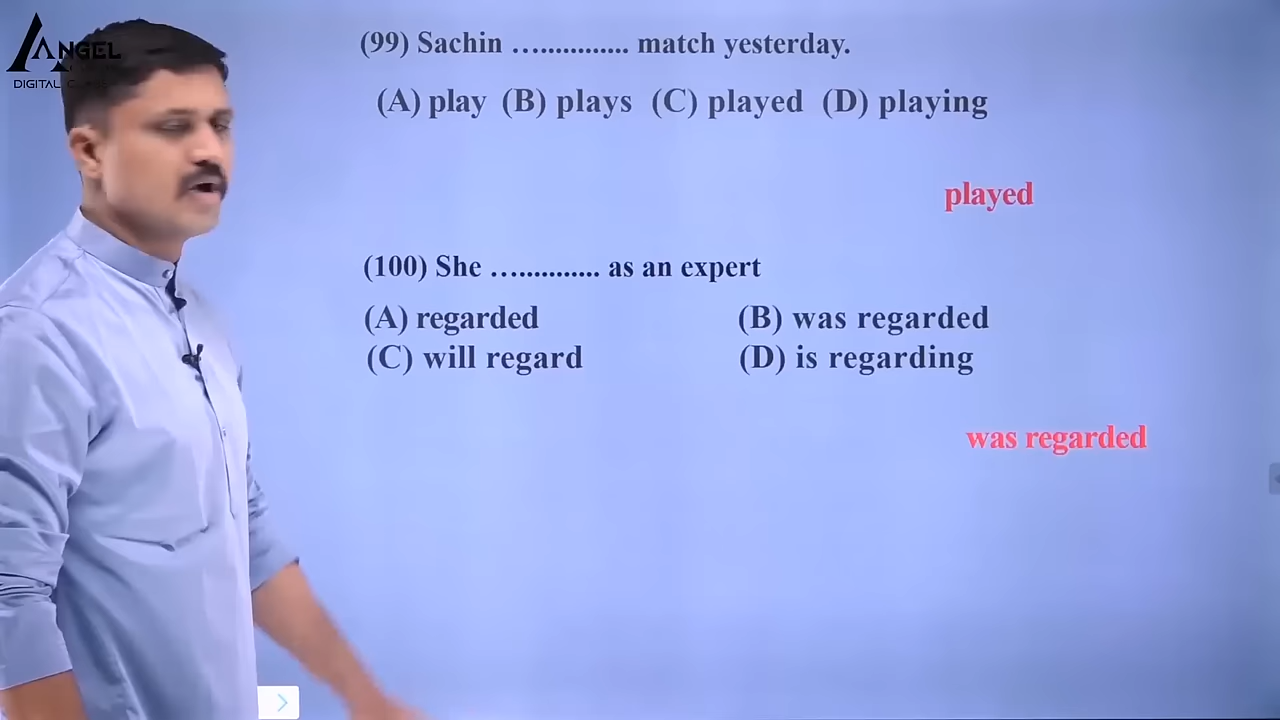 ANGEL
DIGITAL
(99) Sachin …............ match yesterday.
(A) play (B) plays (C) played (D) playing
played
(100) She …........... as an expert
(A) regarded (B) was regarded
(C) will regard (D) is regarding
was regarded